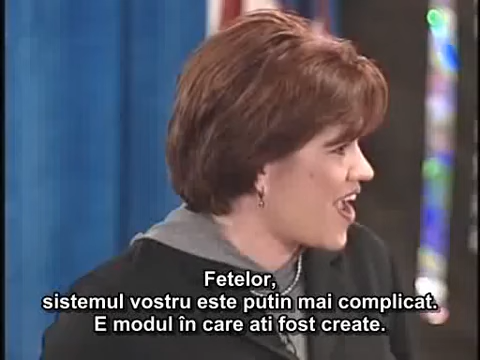 Fetelor,
sistemul vostru este putin mai complicat.
E modul în care ati fost create.